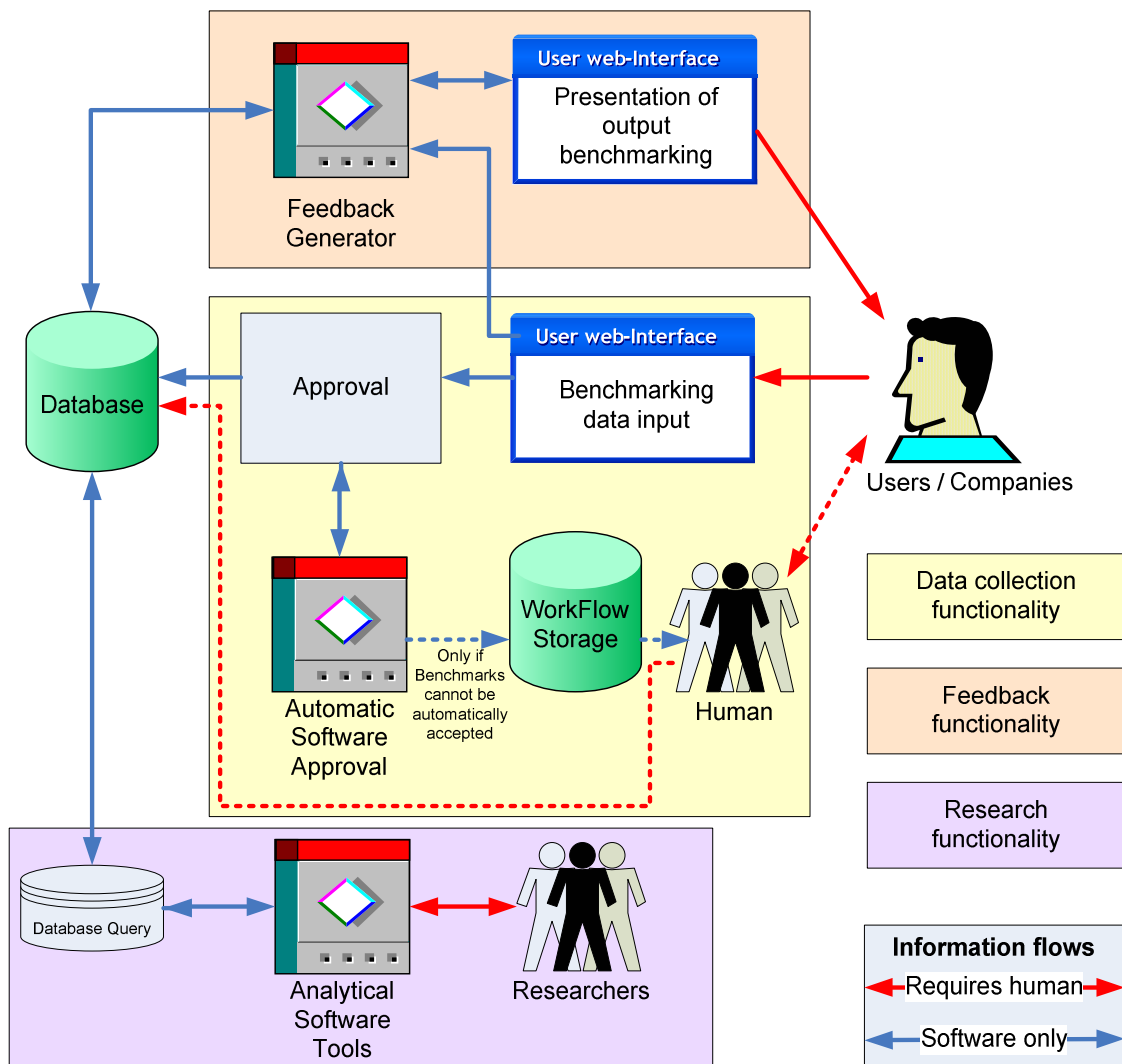 User web-Interface
Presentation of
output
benchmarking
Feedback
Generator
User web-Interface
Benchmarking
data input
Approval
Database
Users / Companies
WorkFlow
Storage
Only if
Benchmarks
cannot be
automatically
accepted
Automatic
Software
Approval
Human
Data collection
functionality
Feedback
functionality
Research
functionality
Database Query
Analytical
Software
Tools
Researchers
Information flows
Requires human
Software only